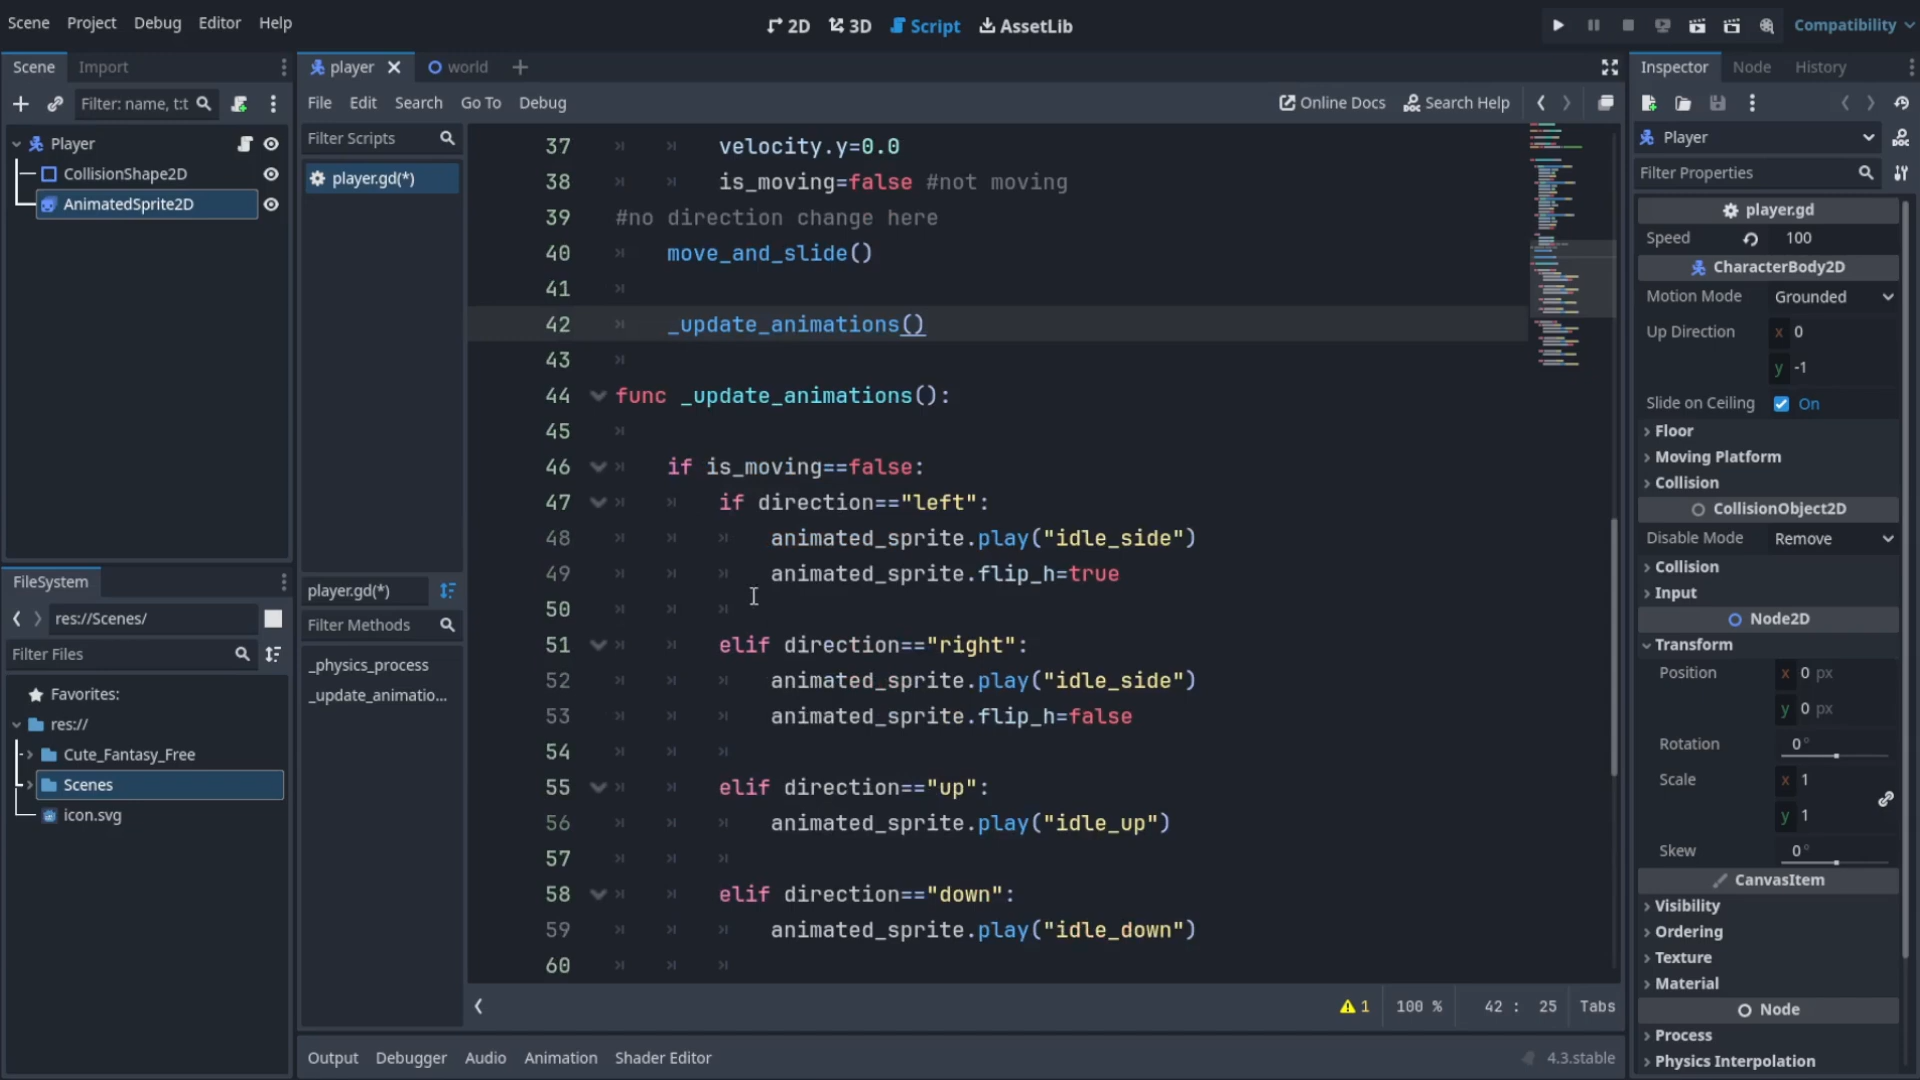 Scene Project Debug Editor Help
2D 3D Script AssetLib
Compatibility
Scene Import
Filter: name, t:t
Player
CollisionShape2D
AnimatedSprite2D
FileSystem
res://Scenes/
Filter Files
Favorites:
res://
Cute_Fantasy_Free
Scenes
icon.svg
player world
File Edit Search Go To Debug
Online Docs Search Help
Filter Scripts
player.gd(*)
player.gd(*)
Filter Methods
_physics_process
_update_animatio...
37 velocity.y=0.0
38 is_moving=false #not moving
39 #no direction change here
40 move_and_slide()
41
42 _update_animations()
43
44 func _update_animations():
45
46 if is_moving==false:
47 if direction=="left":
48 animated_sprite.play("idle_side")
49 animated_sprite.flip_h=true
50
51 elif direction=="right":
52 animated_sprite.play("idle_side")
53 animated_sprite.flip_h=false
54
55 elif direction=="up":
56 animated_sprite.play("idle_up")
57
58 elif direction=="down":
59 animated_sprite.play("idle_down")
60
1 100 % 42 : 25 Tabs
Output Debugger Audio Animation Shader Editor
4.3.stable
Inspector Node History
Player
Filter Properties
player.gd
Speed 100
CharacterBody2D
Motion Mode Grounded
Up Direction x 0
y -1
Slide on Ceiling On
Floor
Moving Platform
Collision
CollisionObject2D
Disable Mode Remove
Collision
Input
Node2D
Transform
Position x 0 px
y 0 px
Rotation 0 °
Scale x 1
y 1
Skew 0 °
CanvasItem
Visibility
Ordering
Texture
Material
Node
Process
Physics Interpolation